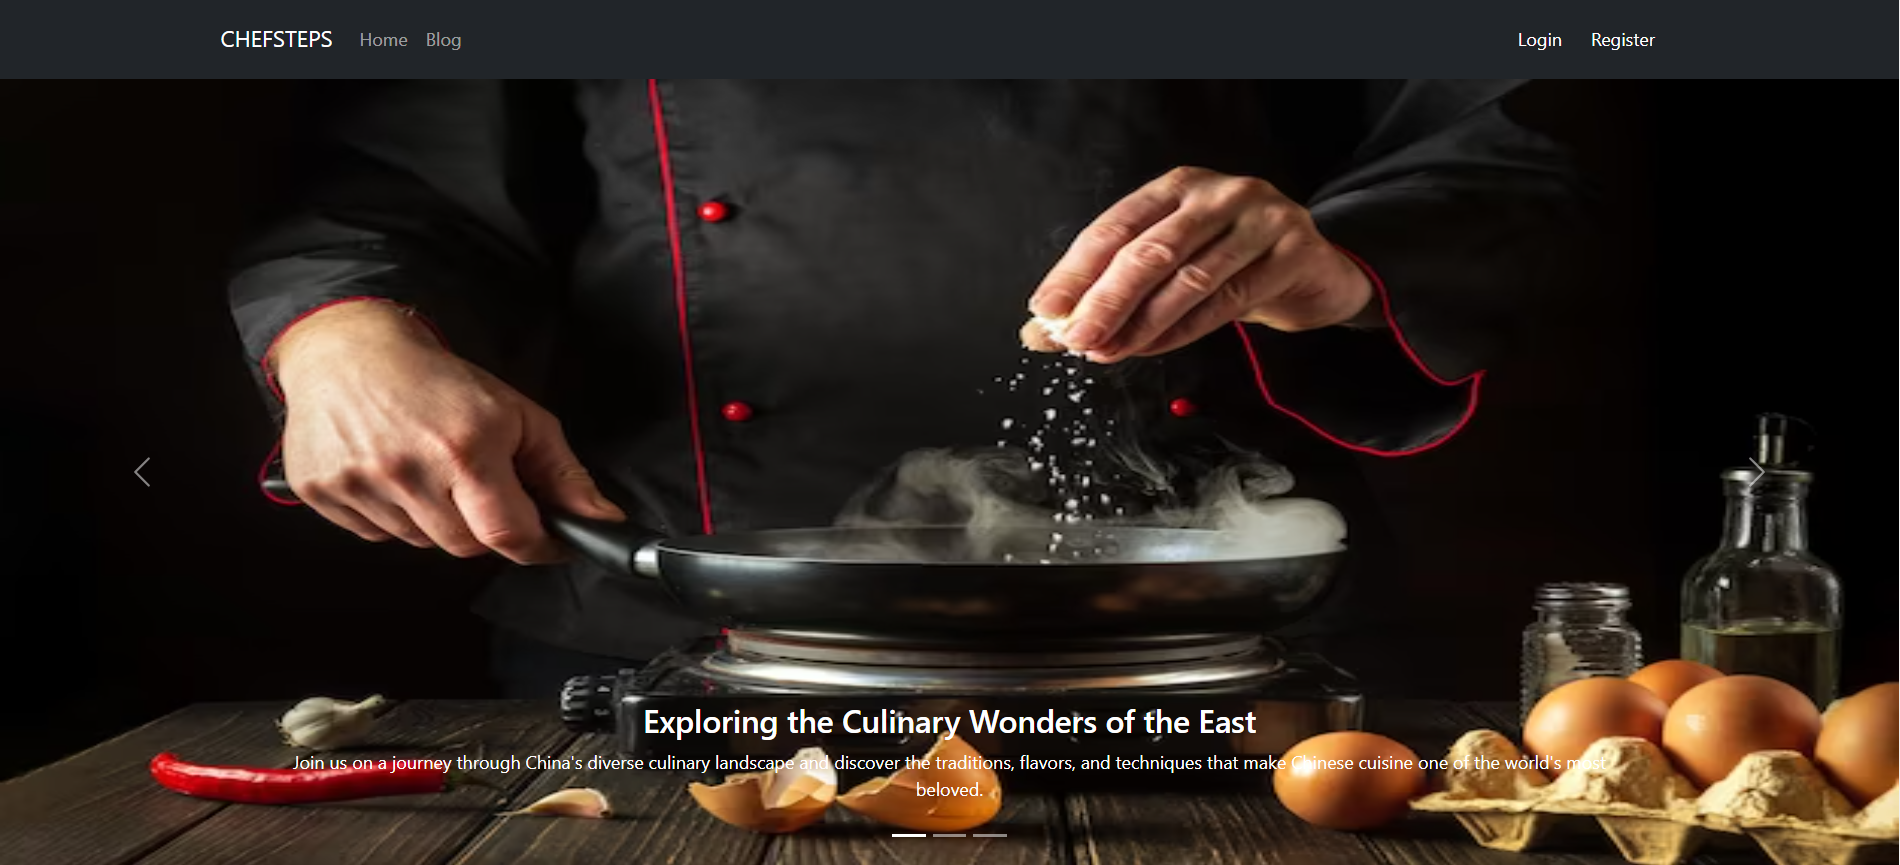 CHEFSTEPS Home Blog Login Register
Exploring the Culinary Wonders of the East
Join us on a journey through China's diverse culinary landscape and discover the traditions, flavors, and techniques that make Chinese cuisine one of the world's most
beloved.